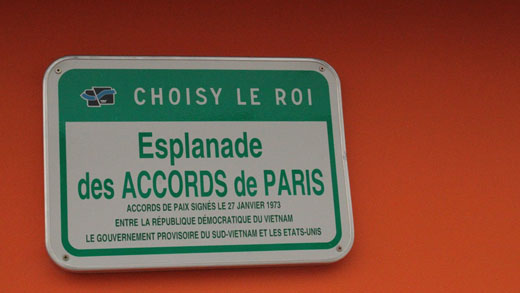 CHOISY LE ROI
Esplanade
des ACCORDS de PARIS
ACCORDS DE PAIX SIGNÉS LE 27 JANVIER 1973
ENTRE LA RÉPUBLIQUE DÉMOCRATIQUE DU VIETNAM
LE GOUVERNEMENT PROVISOIRE DU SUD-VIETNAM ET LES ETATS-UNIS